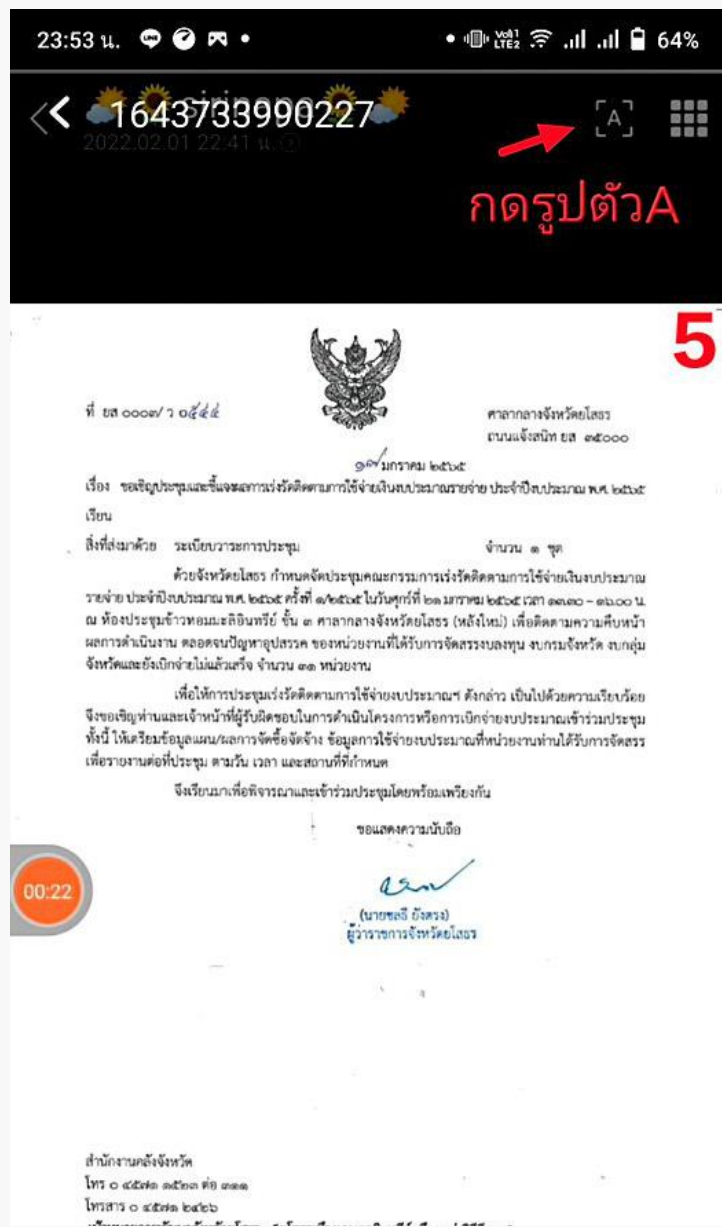 23:53 น.
VoI1 LTE2 64%
1643733990227
2022.02.01 22:41 น.
กดรูปตัวA
5
ที่ ยส ๐๐๐๓/ ว ๐๕๔๔
ศาลากลางจังหวัดยโสธร
ถนนแจ้งสนิท ยส ๓๕๐๐๐
๑๗ มกราคม ๒๕๖๕
เรื่อง ขอเชิญประชุมและชี้แจงผลการเร่งรัดติดตามการใช้จ่ายเงินงบประมาณรายจ่าย ประจำปีงบประมาณ พ.ศ. ๒๕๖๕
เรียน
สิ่งที่ส่งมาด้วย ระเบียบวาระการประชุม จำนวน ๑ ชุด
ด้วยจังหวัดยโสธร กำหนดจัดประชุมคณะกรรมการเร่งรัดติดตามการใช้จ่ายเงินงบประมาณ
รายจ่าย ประจำปีงบประมาณ พ.ศ. ๒๕๖๕ ครั้งที่ ๑/๒๕๖๕ ในวันศุกร์ที่ ๒๑ มกราคม ๒๕๖๕ เวลา ๑๓.๓๐ – ๑๖.๐๐ น.
ณ ห้องประชุมข้าวหอมมะลิอินทรีย์ ชั้น ๓ ศาลากลางจังหวัดยโสธร (หลังใหม่) เพื่อติดตามความคืบหน้า
ผลการดำเนินงาน ตลอดจนปัญหาอุปสรรค ของหน่วยงานที่ได้รับการจัดสรรงบลงทุน งบกรมจังหวัด งบกลุ่ม
จังหวัดและยังเบิกจ่ายไม่แล้วเสร็จ จำนวน ๓๑ หน่วยงาน
เพื่อให้การประชุมเร่งรัดติดตามการใช้จ่ายงบประมาณฯ ดังกล่าว เป็นไปด้วยความเรียบร้อย
จึงขอเชิญท่านและเจ้าหน้าที่ผู้รับผิดชอบในการดำเนินโครงการหรือการเบิกจ่ายงบประมาณเข้าร่วมประชุม
ทั้งนี้ ให้เตรียมข้อมูลแผน/ผลการจัดซื้อจัดจ้าง ข้อมูลการใช้จ่ายงบประมาณที่หน่วยงานท่านได้รับการจัดสรร
เพื่อรายงานต่อที่ประชุม ตามวัน เวลา และสถานที่ที่กำหนด
จึงเรียนมาเพื่อพิจารณาและเข้าร่วมประชุมโดยพร้อมเพรียงกัน
ขอแสดงความนับถือ
00:22
(นายชลธี ยังตรง)
ผู้ว่าราชการจังหวัดยโสธร
สำนักงานคลังจังหวัด
โทร ๐ ๔๕๗๑ ๑๕๒๓ ต่อ ๓๑๑
โทรสาร ๐ ๔๕๗๑ ๒๔๒๖